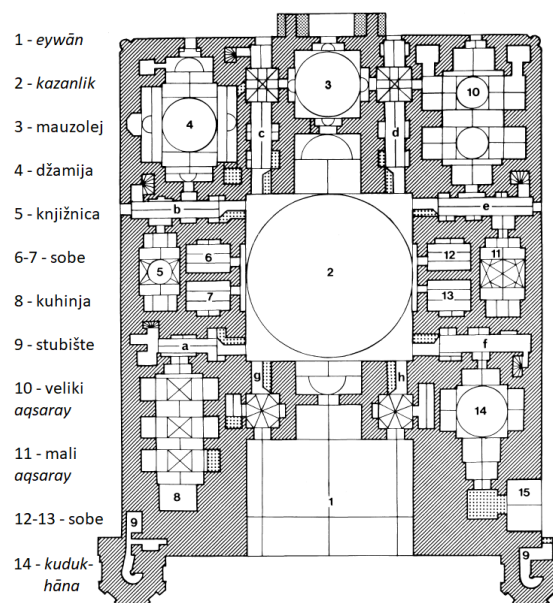 1 - eywān
2 - kazanlik
3 - mauzolej
4 - džamija
5 - knjižnica
6-7 - sobe
8 - kuhinja
9 - stubište
10 - veliki
aqsaray
11 - mali
aqsaray
12-13 - sobe
14 - kuduk-
hāna
3
10
4
c
d
b
e
5
6
12
11
2
7
13
a
f
g
h
14
8
1
15
9
9